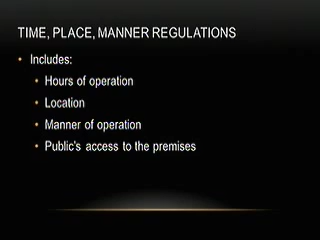 TIME, PLACE, MANNER REGULATIONS
• Includes:
• Hours of operation
• Location
• Manner of operation
• Public's access to the premises